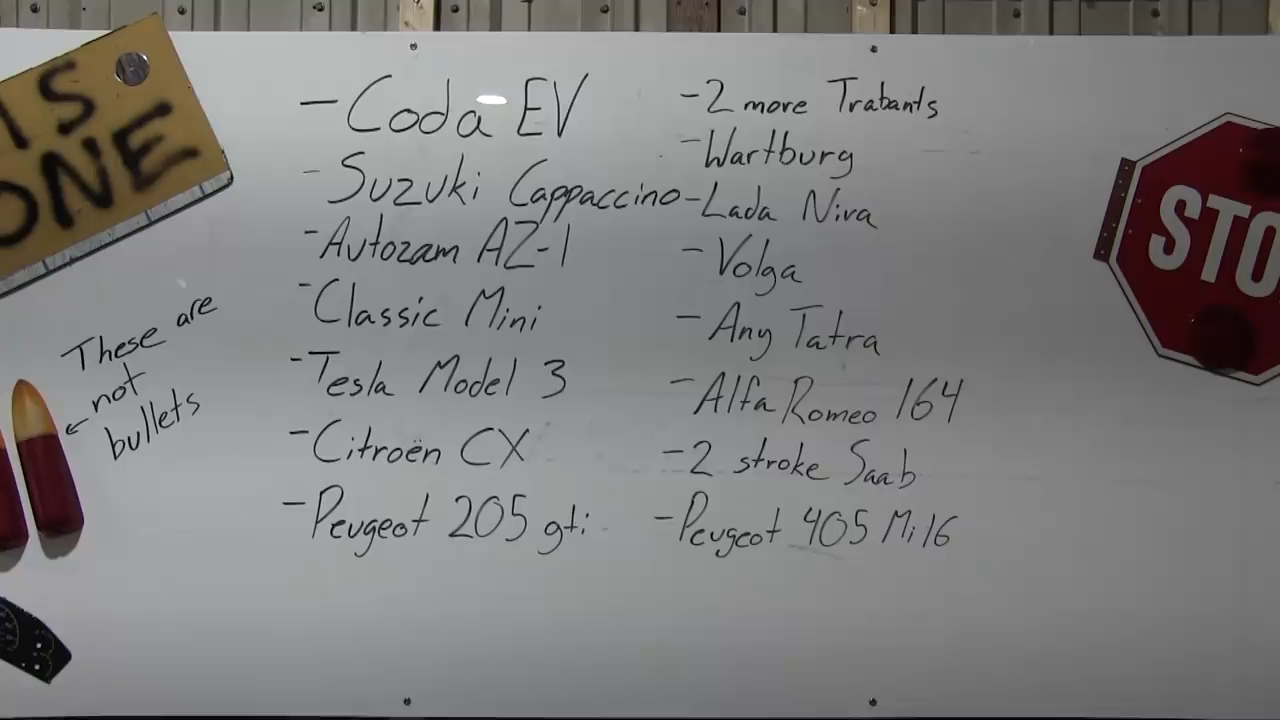 IS
ONE
These are
not
bullets
- Coda EV
- Suzuki Cappaccino
- Autozam AZ-1
- Classic Mini
- Tesla Model 3
- Citroën CX
- Peugeot 205 gti
- 2 more Trabants
- Wartburg
- Lada Niva
- Volga
- Any Tatra
- Alfa Romeo 164
- 2 stroke Saab
- Peugeot 405 Mi16
STO